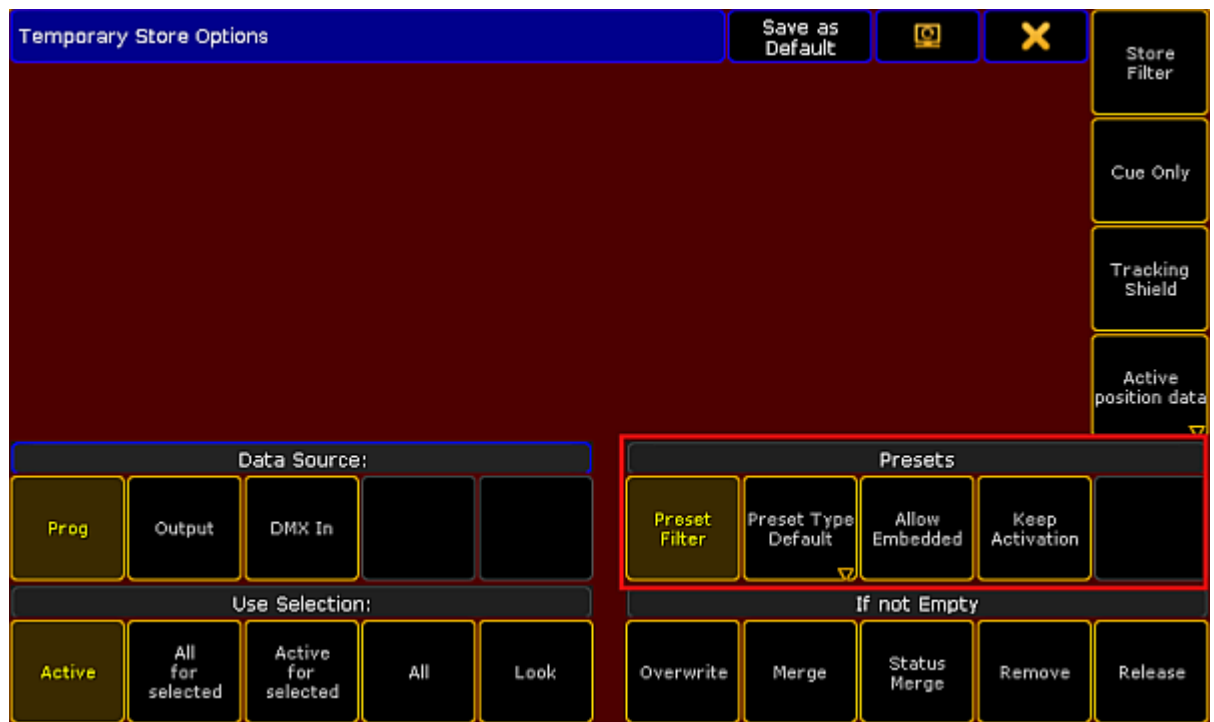 Temporary Store Options
Save as
Default
Store
Filter
Cue Only
Tracking
Shield
Active
position data
Data Source:
Presets
Prog
Output
DMX In
Preset
Filter
Preset Type
Default
Allow
Embedded
Keep
Activation
Use Selection:
If not Empty
Active
All
for
selected
Active
for
selected
All
Look
Overwrite
Merge
Status
Merge
Remove
Release